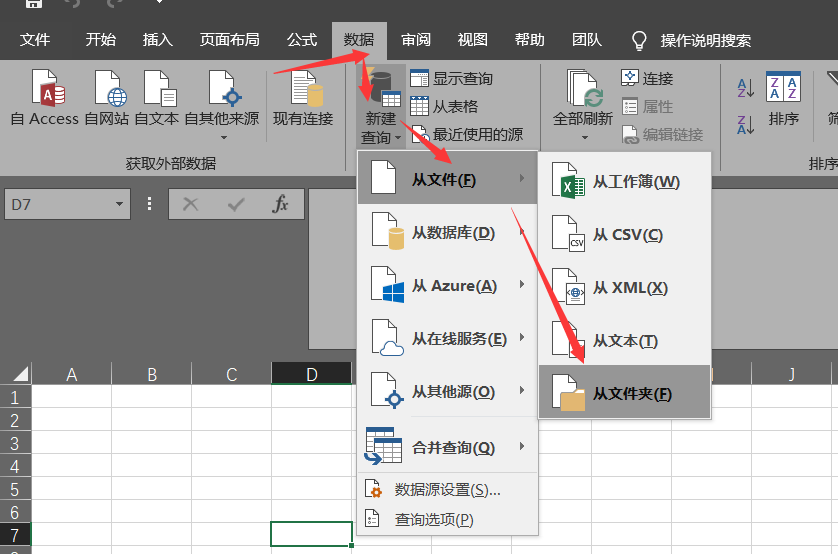 文件 开始 插入 页面布局 公式 数据 审阅 视图 帮助 团队 操作说明搜索
自 Access 自网站 自文本 自其他来源 现有连接
获取外部数据
新建
查询
显示查询
从表格
最近使用的源
全部刷新
连接
属性
编辑链接
排序
排序
D7
fx
从文件(F)
从数据库(D)
从 Azure(A)
从在线服务(E)
从其他源(O)
合并查询(Q)
数据源设置(S)...
查询选项(P)
从工作簿(W)
从 CSV(C)
从 XML(X)
从文本(T)
从文件夹(F)
A B C D J
1
2
3
4
5
6
7